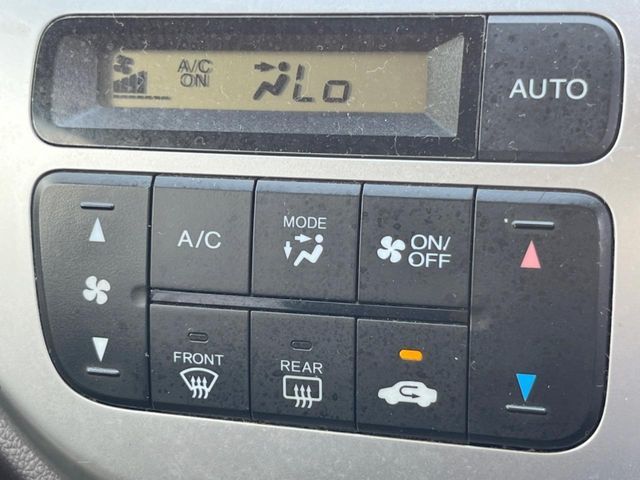 A/C
ON
Lo
AUTO
A/C
MODE
ON/
OFF
FRONT
REAR